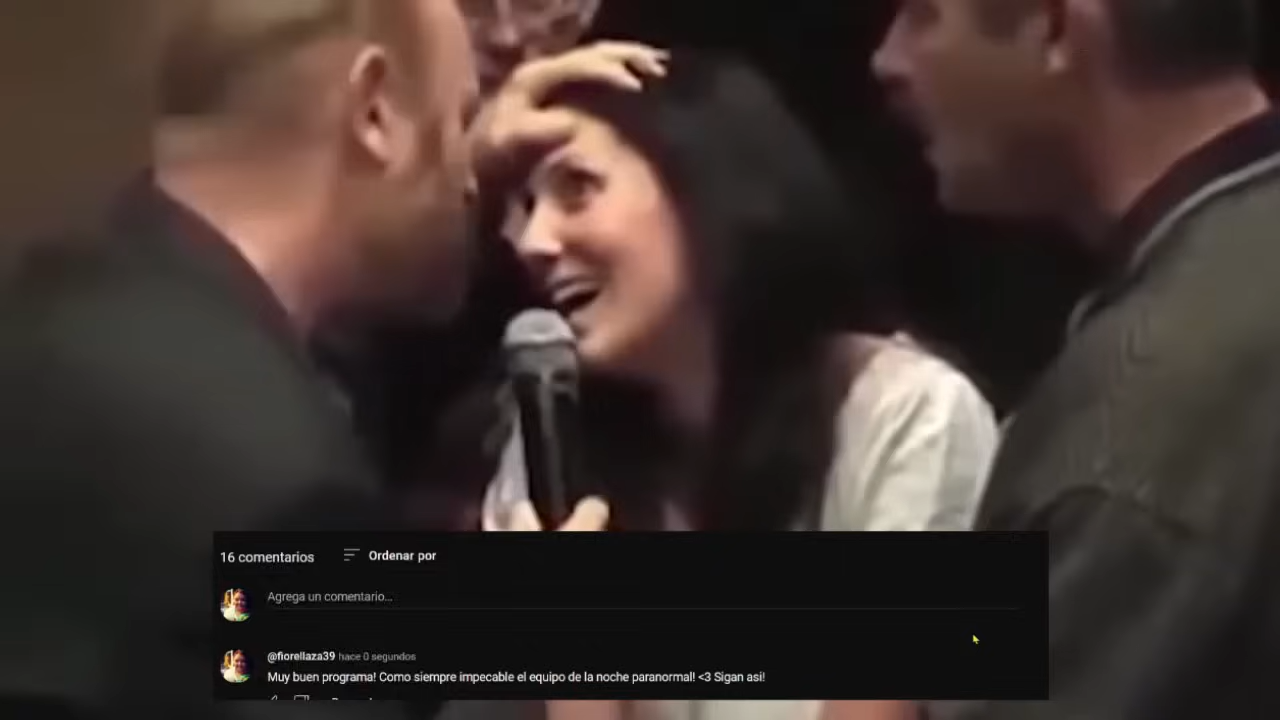 16 comentarios Ordenar por
Agrega un comentario...
@fiorellaza39 hace 0 segundos
Muy buen programa! Como siempre impecable el equipo de la noche paranormal! <3 Sigan asi!